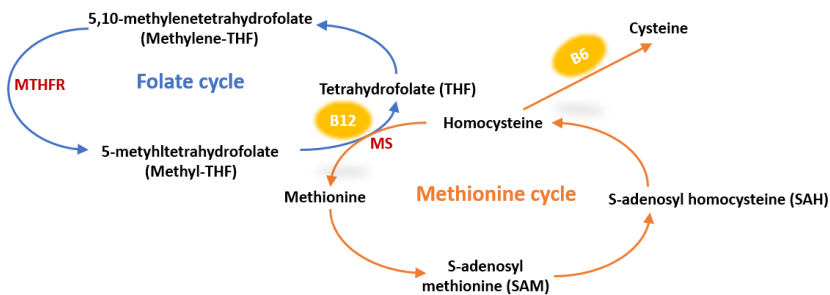 5,10-methylenetetrahydrofolate
(Methylene-THF)
Cysteine
B6
MTHFR
Folate cycle
Tetrahydrofolate (THF)
B12
Homocysteine
MS
5-metyhltetrahydrofolate
(Methyl-THF)
Methionine
Methionine cycle
S-adenosyl homocysteine (SAH)
S-adenosyl
methionine (SAM)